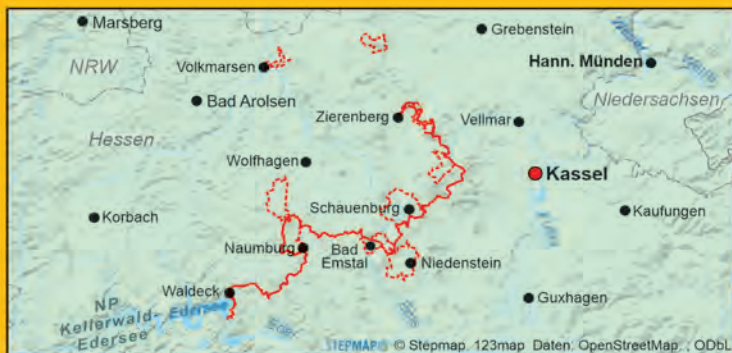 Marsberg
Grebenstein
NRW
Volkmarsen
Hann. Münden
Bad Arolsen
Niedersachsen
Zierenberg
Vellmar
Hessen
Wolfhagen
Kassel
Korbach
Schauenburg
Kaufungen
Naumburg
Bad
Emstal
Niedenstein
Waldeck
Guxhagen
NP
Kellerwald-
Edersee
Edersee
Eder
STEPMAP © Stepmap, 123map Daten: OpenStreetMap, ODbL